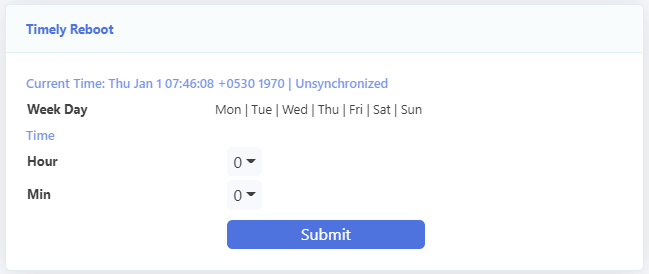 Timely Reboot
Current Time: Thu Jan 1 07:46:08 +0530 1970 | Unsynchronized
Week Day Mon | Tue | Wed | Thu | Fri | Sat | Sun
Time
Hour 0
Min 0
Submit